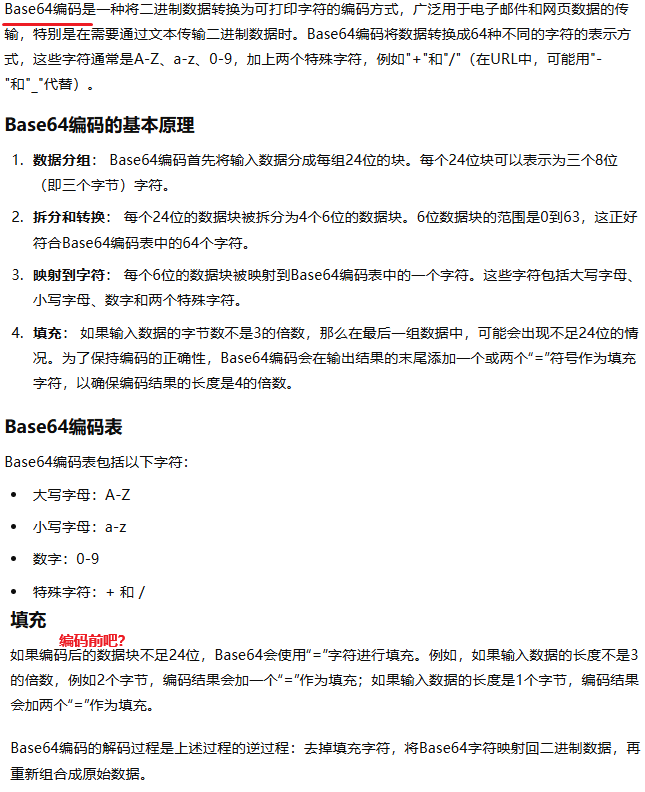 Base64编码是一种将二进制数据转换为可打印字符的编码方式，广泛用于电子邮件和网页数据的传
输，特别是在需要通过文本传输二进制数据时。Base64编码将数据转换成64种不同的字符的表示方
式，这些字符通常是A-Z、a-z、0-9，加上两个特殊字符，例如"+"和"/"（在URL中，可能用"-
"和"_"代替）。
Base64编码的基本原理
1. 数据分组： Base64编码首先将输入数据分成每组24位的块。每个24位块可以表示为三个8位
（即三个字节）字符。
2. 拆分和转换： 每个24位的数据块被拆分为4个6位的数据块。6位数据块的范围是0到63，这正好
符合Base64编码表中的64个字符。
3. 映射到字符： 每个6位的数据块被映射到Base64编码表中的一个字符。这些字符包括大写字母、
小写字母、数字和两个特殊字符。
4. 填充： 如果输入数据的字节数不是3的倍数，那么在最后一组数据中，可能会出现不足24位的情
况。为了保持编码的正确性，Base64编码会在输出结果的末尾添加一个或两个“=”符号作为填充
字符，以确保编码结果的长度是4的倍数。
Base64编码表
Base64编码表包括以下字符：
• 大写字母：A-Z
• 小写字母：a-z
• 数字：0-9
• 特殊字符：+ 和 /
填充
编码前吧？
如果编码后的数据块不足24位，Base64会使用“=”字符进行填充。例如，如果输入数据的长度不是3
的倍数，例如2个字节，编码结果会加一个“=”作为填充；如果输入数据的长度是1个字节，编码结果
会加两个“=”作为填充。
Base64编码的解码过程是上述过程的逆过程：去掉填充字符，将Base64字符映射回二进制数据，再
重新组合成原始数据。